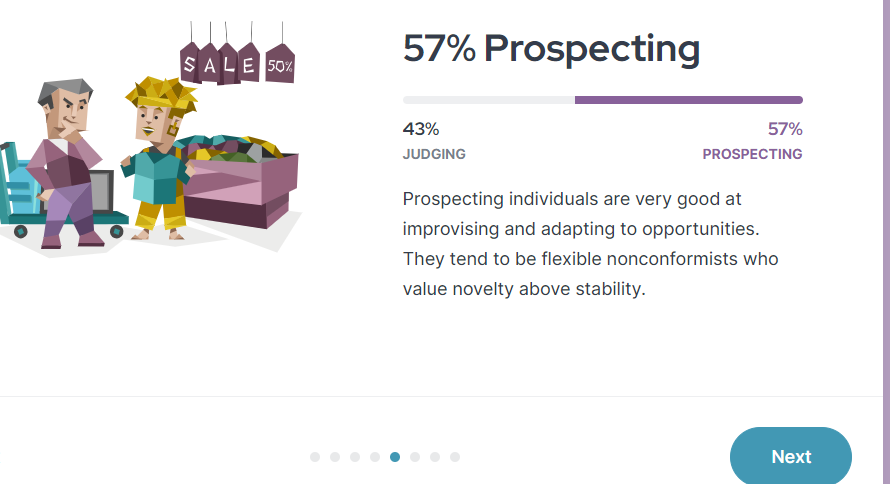 SALE 50%
57% Prospecting
43% 57%
JUDGING PROSPECTING
Prospecting individuals are very good at
improvising and adapting to opportunities.
They tend to be flexible nonconformists who
value novelty above stability.
Next